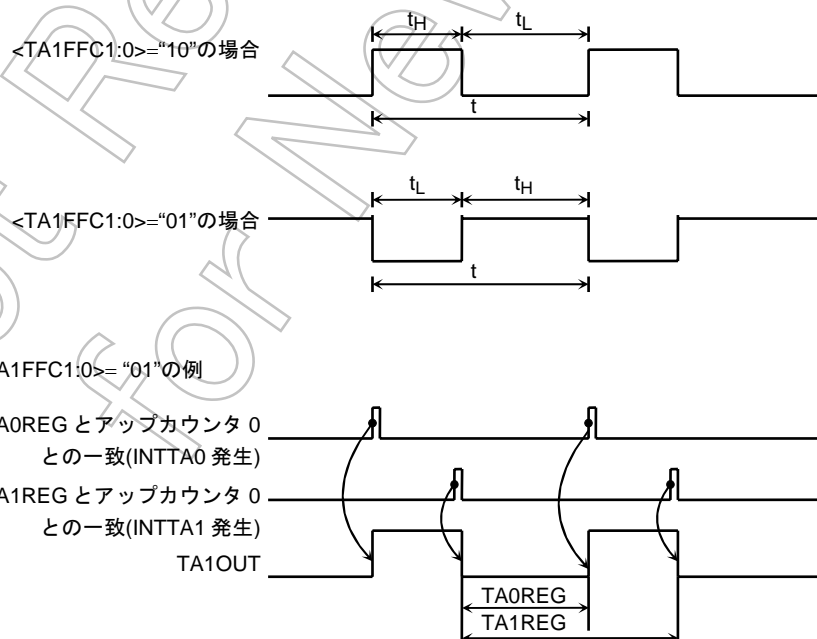 tH tL
<TA1FFC1:0>=“10”の場合
t
tL tH
<TA1FFC1:0>=“01”の場合
t
A1FFC1:0>= “01”の例
A0REG とアップカウンタ 0
との一致(INTTA0 発生)
A1REG とアップカウンタ 0
との一致(INTTA1 発生)
TA1OUT
TA0REG
TA1REG
for New